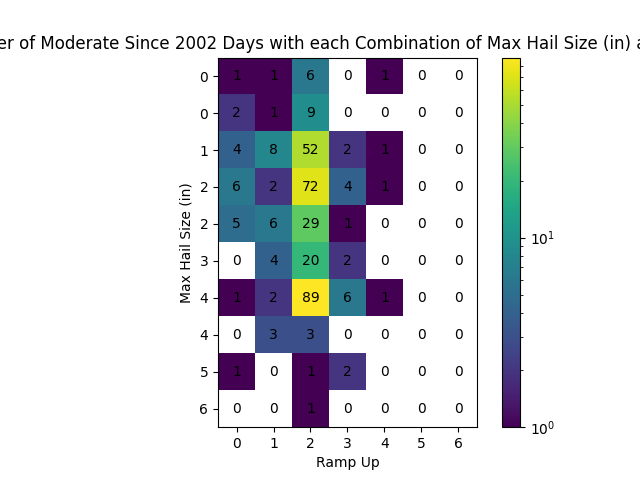 er of Moderate Since 2002 Days with each Combination of Max Hail Size (in) a
Max Hail Size (in)
0 1 1 6 0 1 0 0
0 2 1 9 0 0 0 0
1 4 8 52 2 1 0 0
2 6 2 72 4 1 0 0
2 5 6 29 1 0 0 0
3 0 4 20 2 0 0 0
4 1 2 89 6 1 0 0
4 0 3 3 0 0 0 0
5 1 0 1 2 0 0 0
6 0 0 1 0 0 0 0
0 1 2 3 4 5 6
Ramp Up
10¹
10⁰